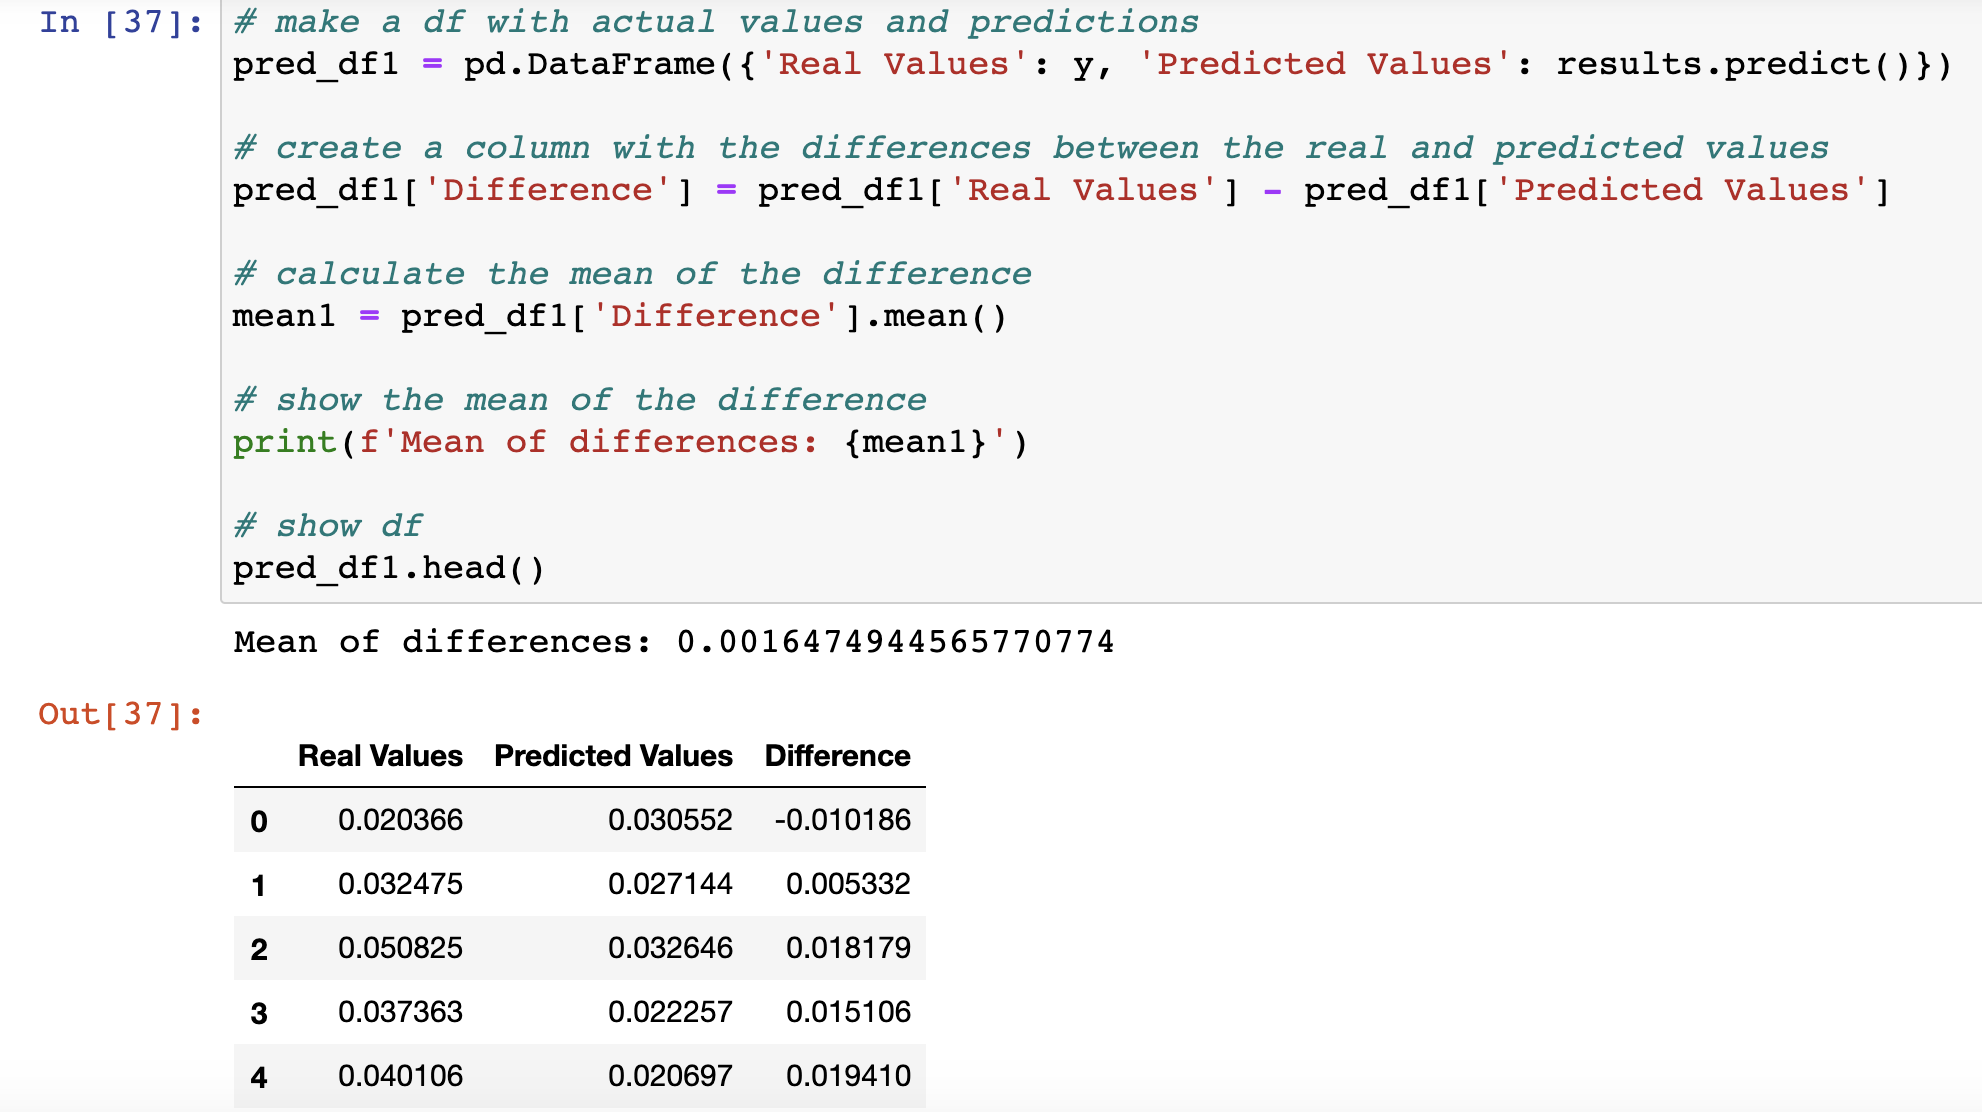 In [37]:
# make a df with actual values and predictions
pred_df1 = pd.DataFrame({'Real Values': y, 'Predicted Values': results.predict()})
# create a column with the differences between the real and predicted values
pred_df1['Difference'] = pred_df1['Real Values'] - pred_df1['Predicted Values']
# calculate the mean of the difference
mean1 = pred_df1['Difference'].mean()
# show the mean of the difference
print(f'Mean of differences: {mean1}')
# show df
pred_df1.head()
Mean of differences: 0.0016474944565770774
Out[37]:
Real Values Predicted Values Difference
0 0.020366 0.030552 -0.010186
1 0.032475 0.027144 0.005332
2 0.050825 0.032646 0.018179
3 0.037363 0.022257 0.015106
4 0.040106 0.020697 0.019410